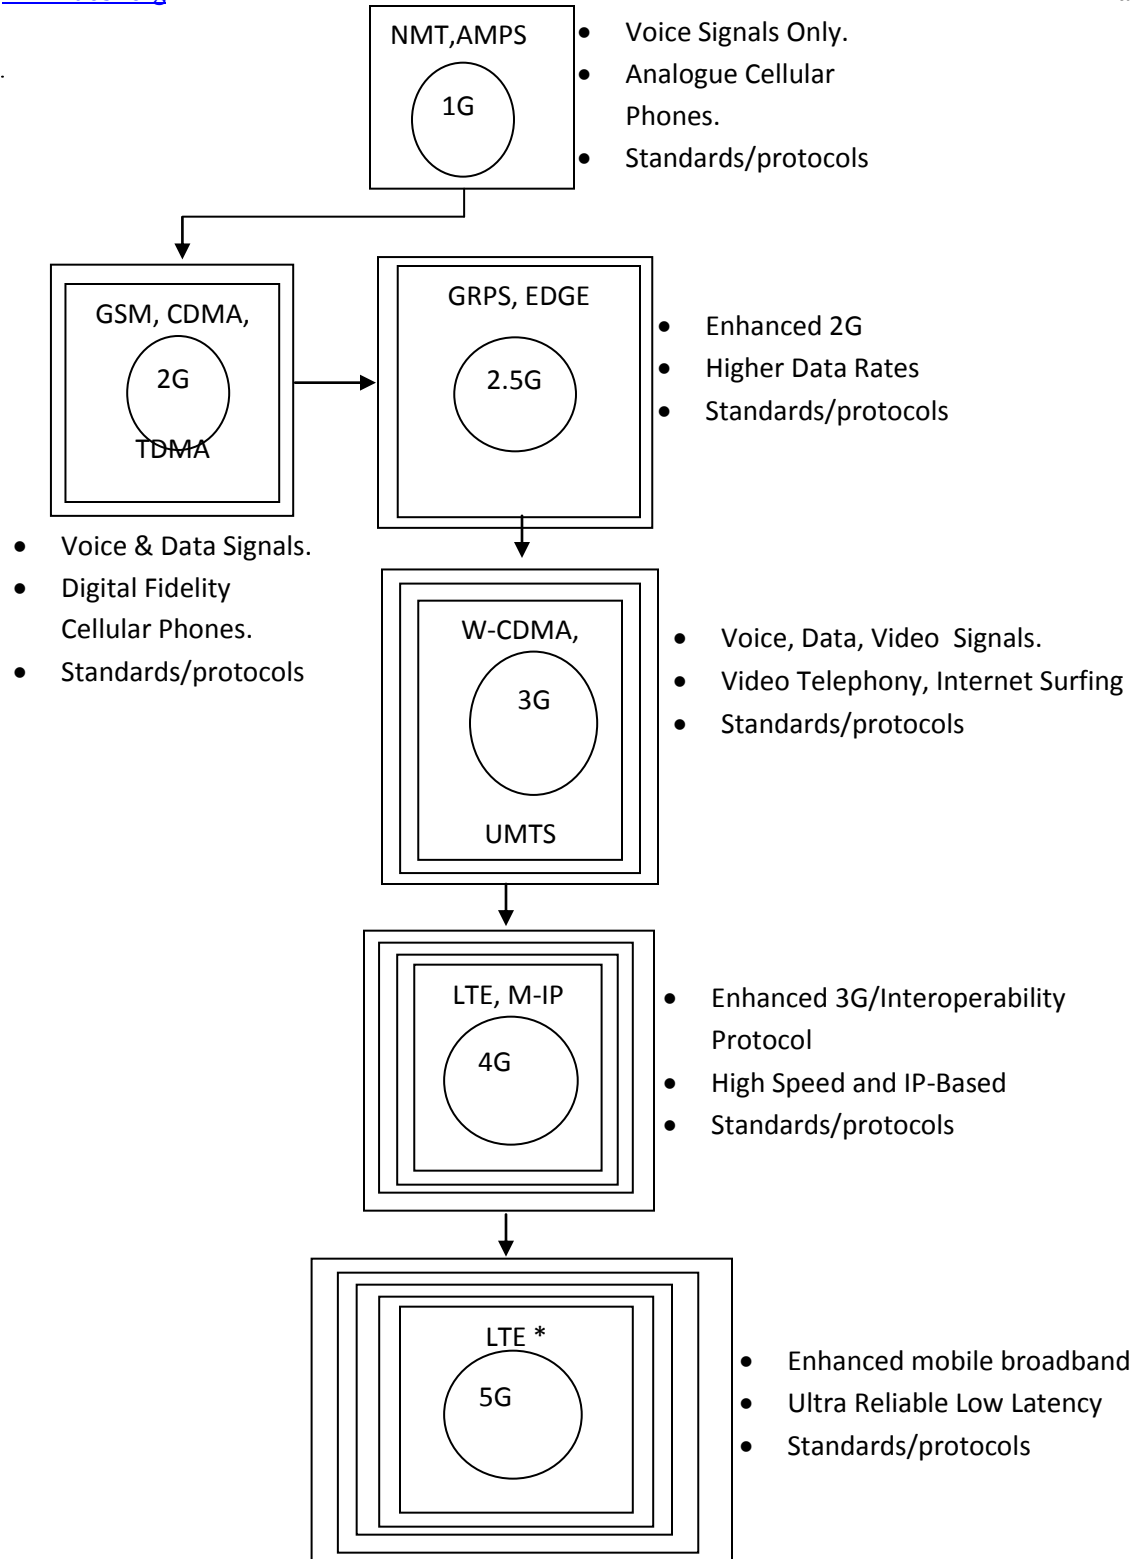 NMT,AMPS
1G
• Voice Signals Only.
• Analogue Cellular
Phones.
• Standards/protocols
GSM, CDMA,
2G
TDMA
• Voice & Data Signals.
• Digital Fidelity
Cellular Phones.
• Standards/protocols
GRPS, EDGE
2.5G
• Enhanced 2G
• Higher Data Rates
• Standards/protocols
W-CDMA,
3G
UMTS
• Voice, Data, Video Signals.
• Video Telephony, Internet Surfing
• Standards/protocols
LTE, M-IP
4G
• Enhanced 3G/Interoperability
Protocol
• High Speed and IP-Based
• Standards/protocols
LTE *
5G
• Enhanced mobile broadband
• Ultra Reliable Low Latency
• Standards/protocols